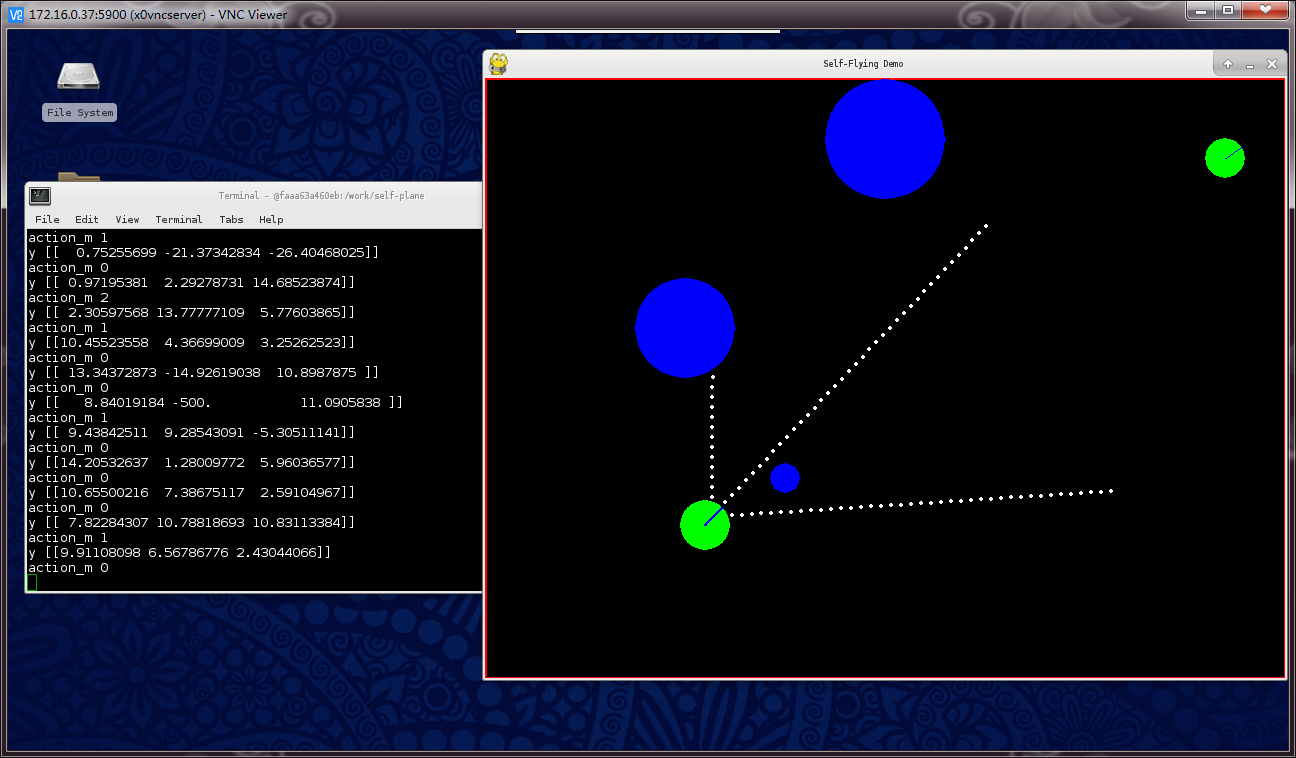 172.16.0.37:5900 (x0vncserver) - VNC Viewer
File System
Self-Flying Demo
Terminal - @faaa63a460eb:/work/self-plane
File Edit View Terminal Tabs Help
action_m 1
y [[  0.75255699 -21.37342834 -26.40468025]]
action_m 0
y [[ 0.97195381  2.29278731 14.68523874]]
action_m 2
y [[ 2.30597568 13.77777109  5.77603865]]
action_m 1
y [[10.45523558  4.36699009  3.25262523]]
action_m 0
y [[ 13.34372873 -14.92619038  10.8987875 ]]
action_m 0
y [[   8.84019184 -500.           11.0905838 ]]
action_m 1
y [[ 9.43842511  9.28543091 -5.30511141]]
action_m 0
y [[14.20532637  1.28009772  5.96036577]]
action_m 0
y [[10.65500216  7.38675117  2.59104967]]
action_m 0
y [[ 7.82284307 10.78818693 10.83113384]]
action_m 1
y [[9.91108098 6.56786776 2.43044066]]
action_m 0